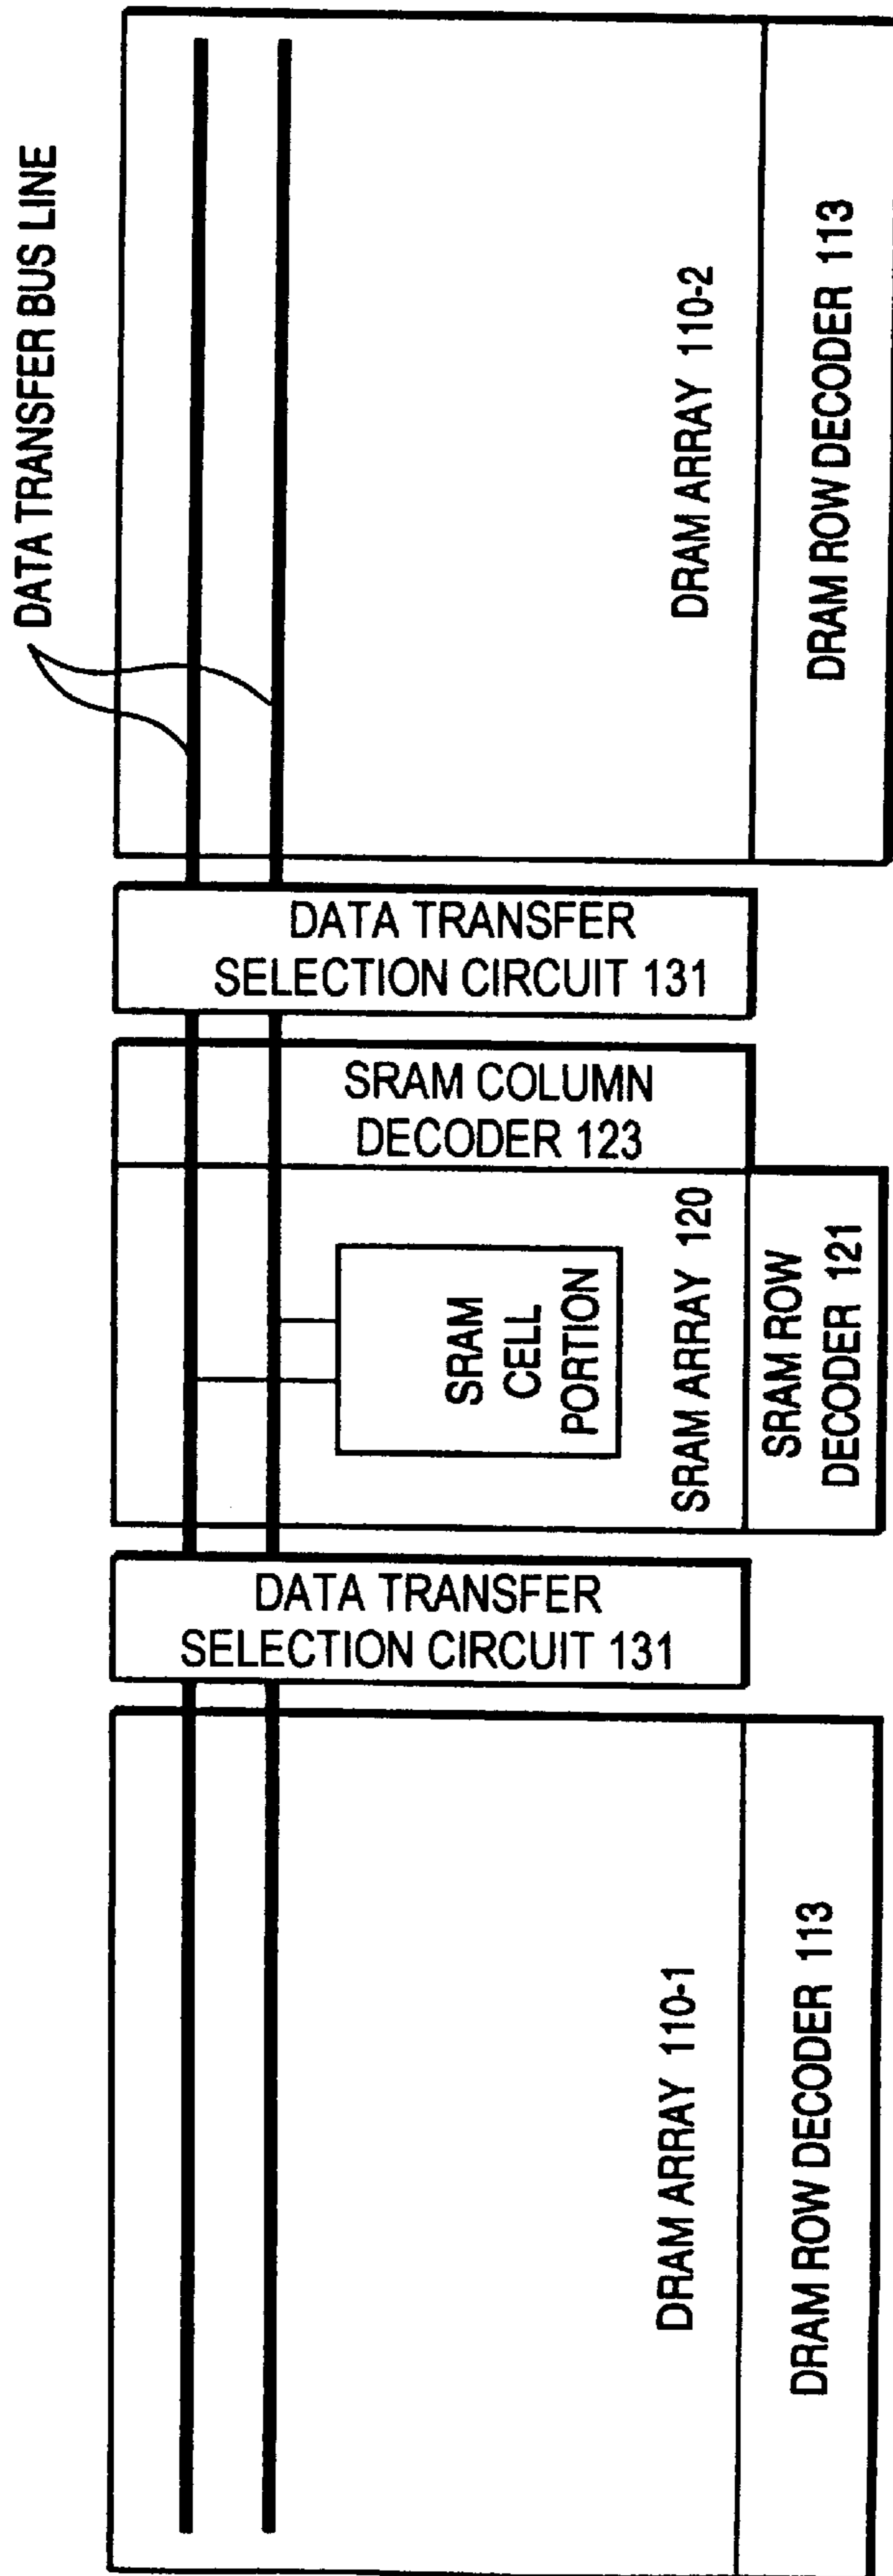 DATA TRANSFER BUS LINE
DRAM ARRAY 110-1
DRAM ROW DECODER 113
DATA TRANSFER
SELECTION CIRCUIT 131
SRAM
CELL
PORTION
SRAM ARRAY 120
SRAM ROW
DECODER 121
SRAM COLUMN
DECODER 123
DATA TRANSFER
SELECTION CIRCUIT 131
DRAM ARRAY 110-2
DRAM ROW DECODER 113